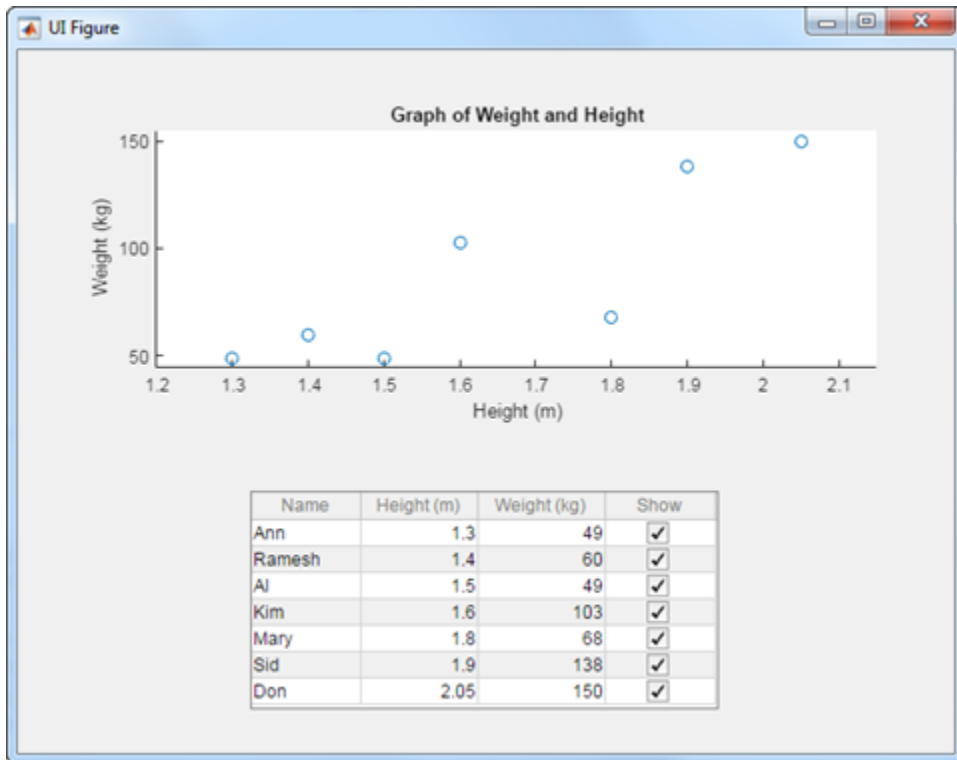 UI Figure
Graph of Weight and Height
150
100
50
Weight (kg)
1.2 1.3 1.4 1.5 1.6 1.7 1.8 1.9 2 2.1
Height (m)
Name Height (m) Weight (kg) Show
Ann 1.3 49
Ramesh 1.4 60
Al 1.5 49
Kim 1.6 103
Mary 1.8 68
Sid 1.9 138
Don 2.05 150